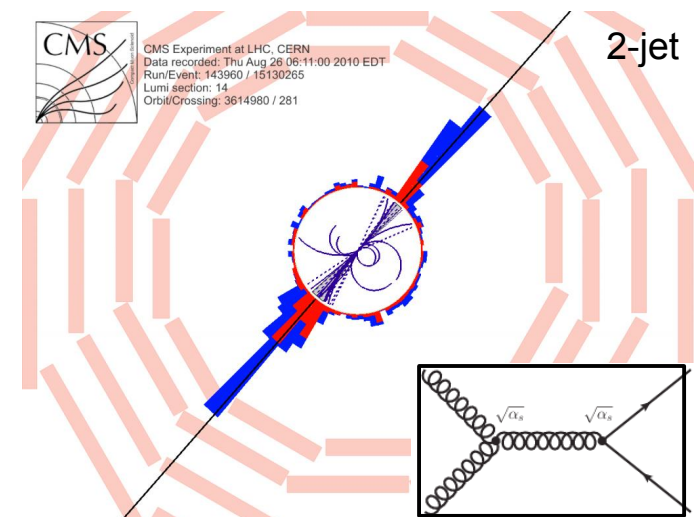 CMS
CMS Experiment at LHC, CERN
Data recorded: Thu Aug 26 06:11:00 2010 EDT
Run/Event: 143960 / 15130265
Lumi section: 14
Orbit/Crossing: 3614980 / 281
2-jet
√αs
√αs